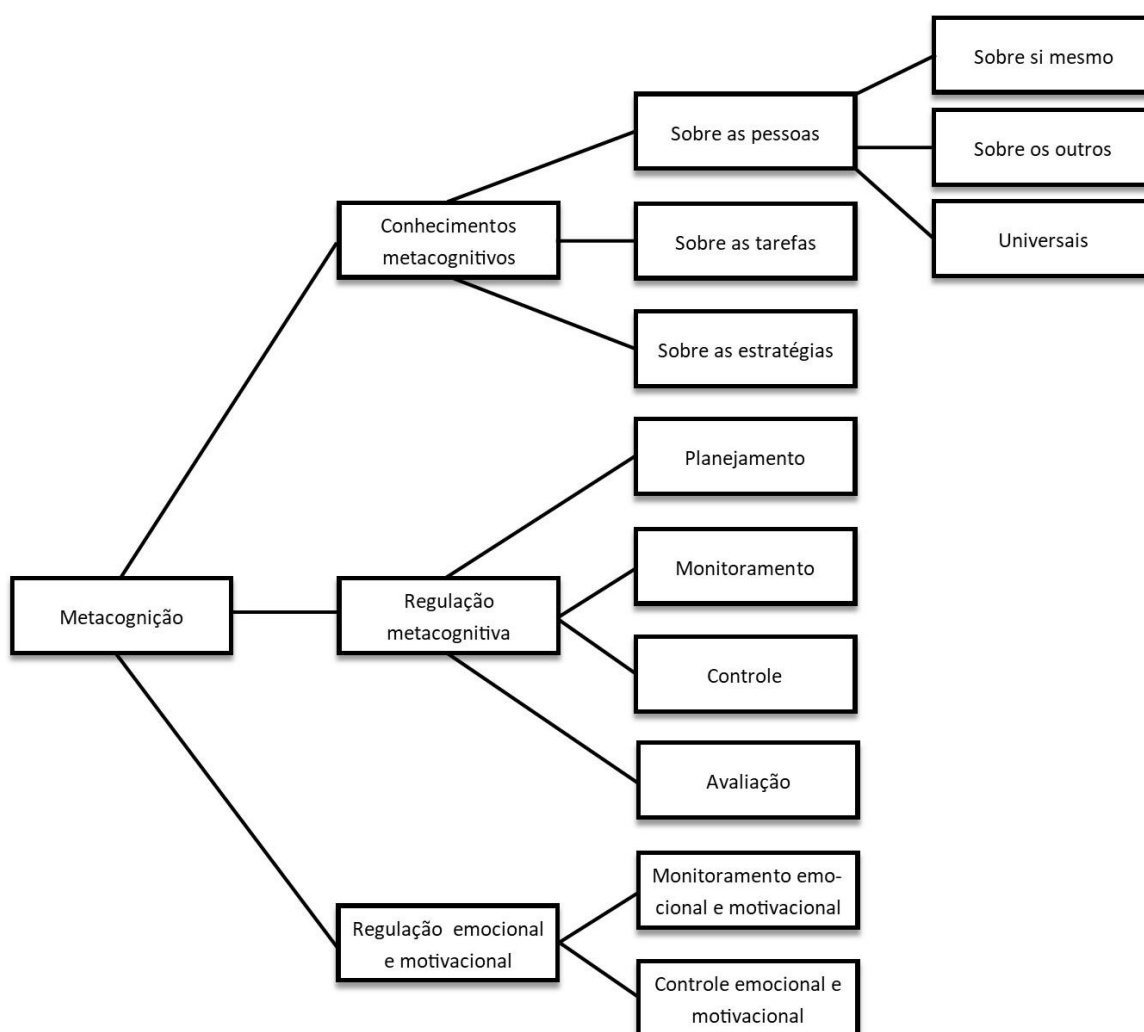 Sobre si mesmo
Sobre as pessoas
Sobre os outros
Conhecimentos
metacognitivos
Sobre as tarefas
Universais
Sobre as estratégias
Planejamento
Monitoramento
Metacognição
Regulação
metacognitiva
Controle
Avaliação
Monitoramento emo-
cional e motivacional
Regulação emocional
e motivacional
Controle emocional e
motivacional